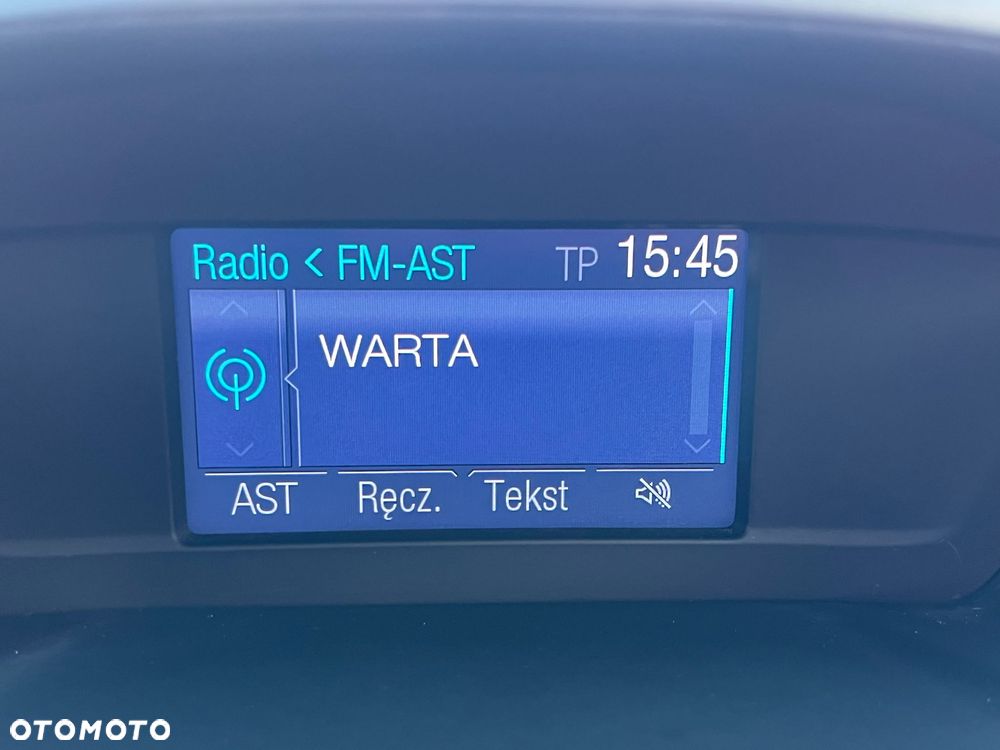 Radio < FM-AST TP 15:45
WARTA
AST Ręcz. Tekst
OTOMOTO